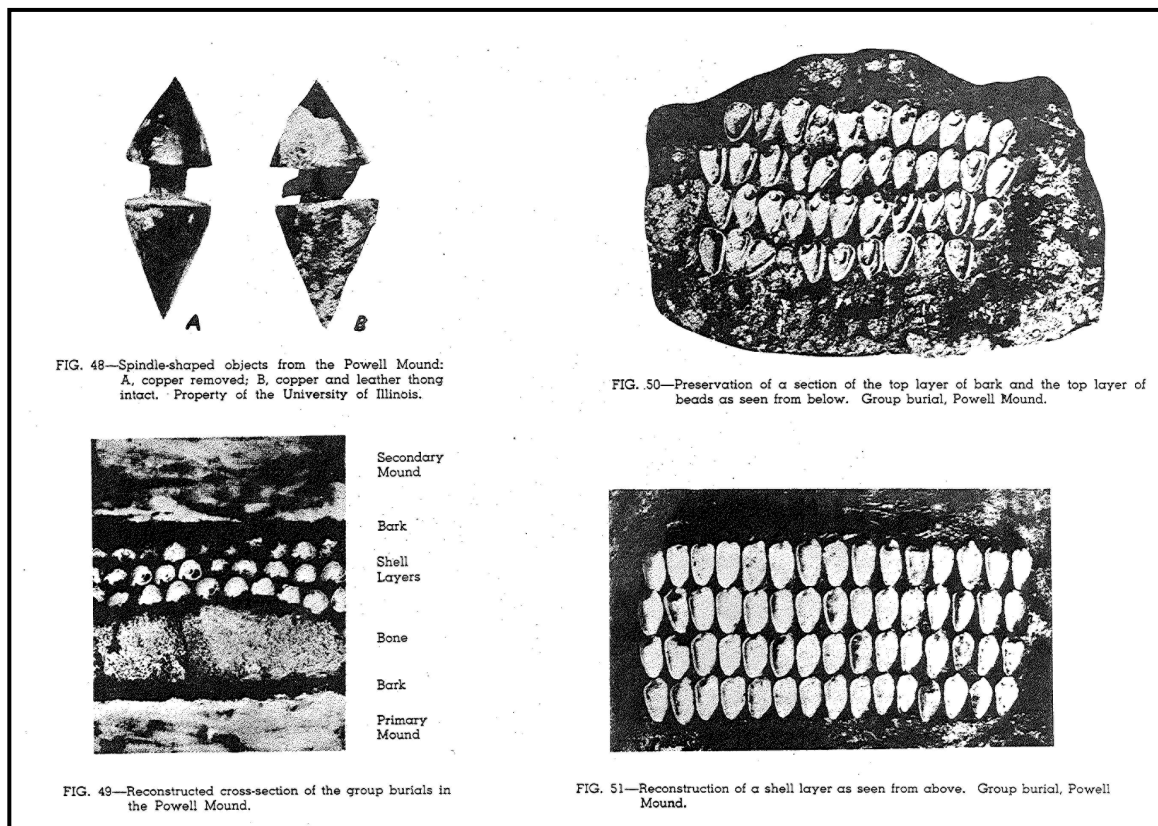 A
B
FIG. 48—Spindle-shaped objects from the Powell Mound:
A, copper removed; B, copper and leather thong
intact. Property of the University of Illinois.
Secondary
Mound
Bark
Shell
Layers
Bone
Bark
Primary
Mound
FIG. 49—Reconstructed cross-section of the group burials in
the Powell Mound.
FIG. 50—Preservation of a section of the top layer of bark and the top layer of
beads as seen from below. Group burial, Powell Mound.
FIG. 51—Reconstruction of a shell layer as seen from above. Group burial, Powell
Mound.